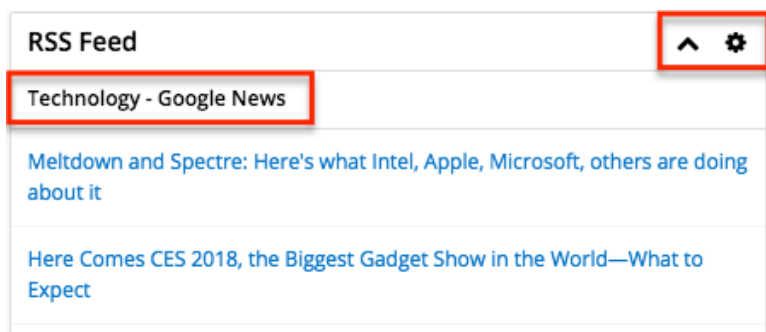 RSS Feed
Technology - Google News
Meltdown and Spectre: Here's what Intel, Apple, Microsoft, others are doing
about it
Here Comes CES 2018, the Biggest Gadget Show in the World—What to
Expect